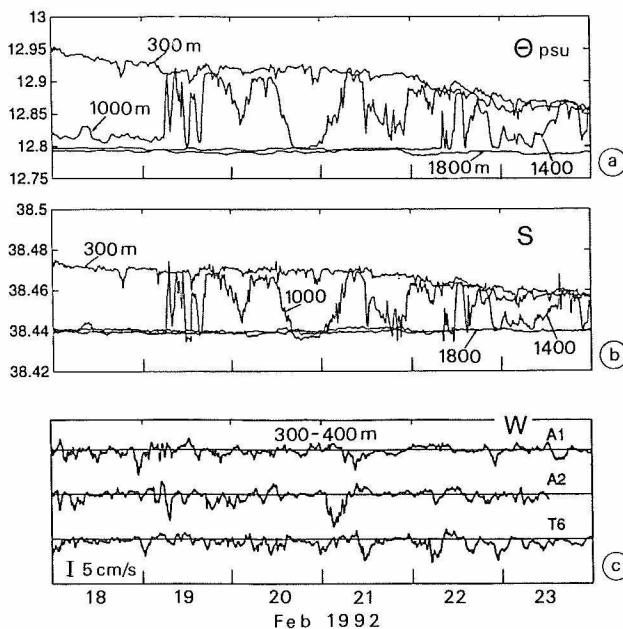 13
12.95
12.9
12.85
12.8
12.75
300 m
Θ psu
1000 m
1800 m
1400
a
38.5
38.46
38.44
38.42
300 m
S
1000
1800
1400
b
300-400 m
W
A1
A2
T6
I 5 cm/s
c
18 19 20 21 22 23
Feb 1992